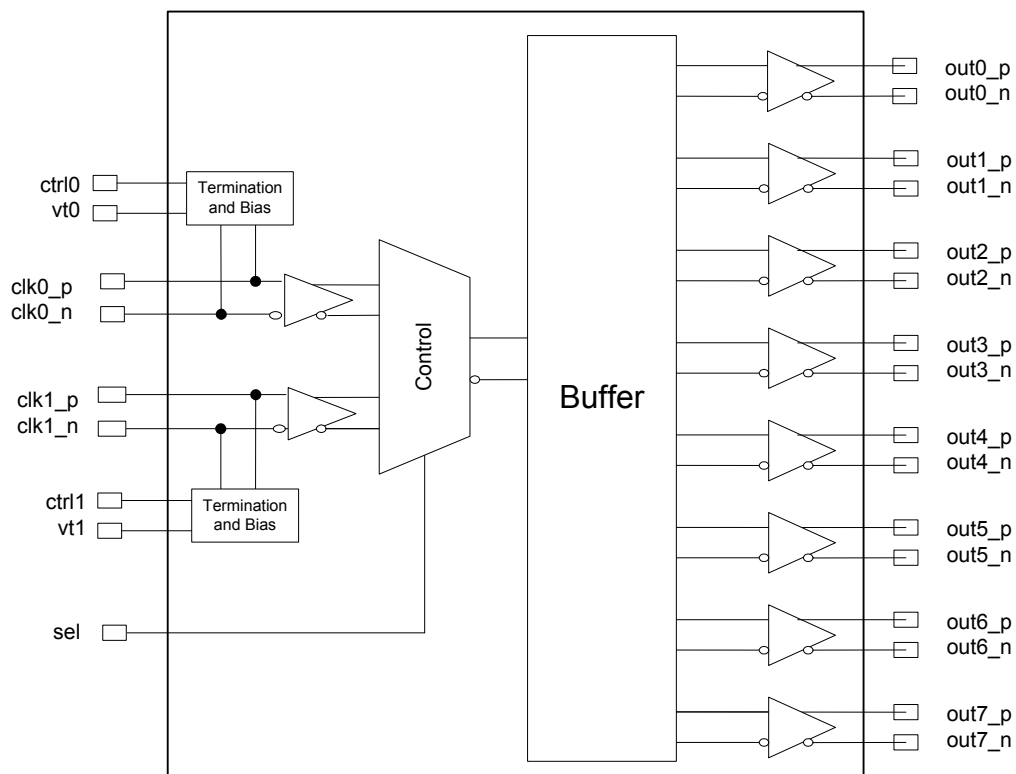 ctrl0
vt0
Termination
and Bias
clk0_p
clk0_n
clk1_p
clk1_n
ctrl1
vt1
Termination
and Bias
sel
Control
Buffer
out0_p
out0_n
out1_p
out1_n
out2_p
out2_n
out3_p
out3_n
out4_p
out4_n
out5_p
out5_n
out6_p
out6_n
out7_p
out7_n